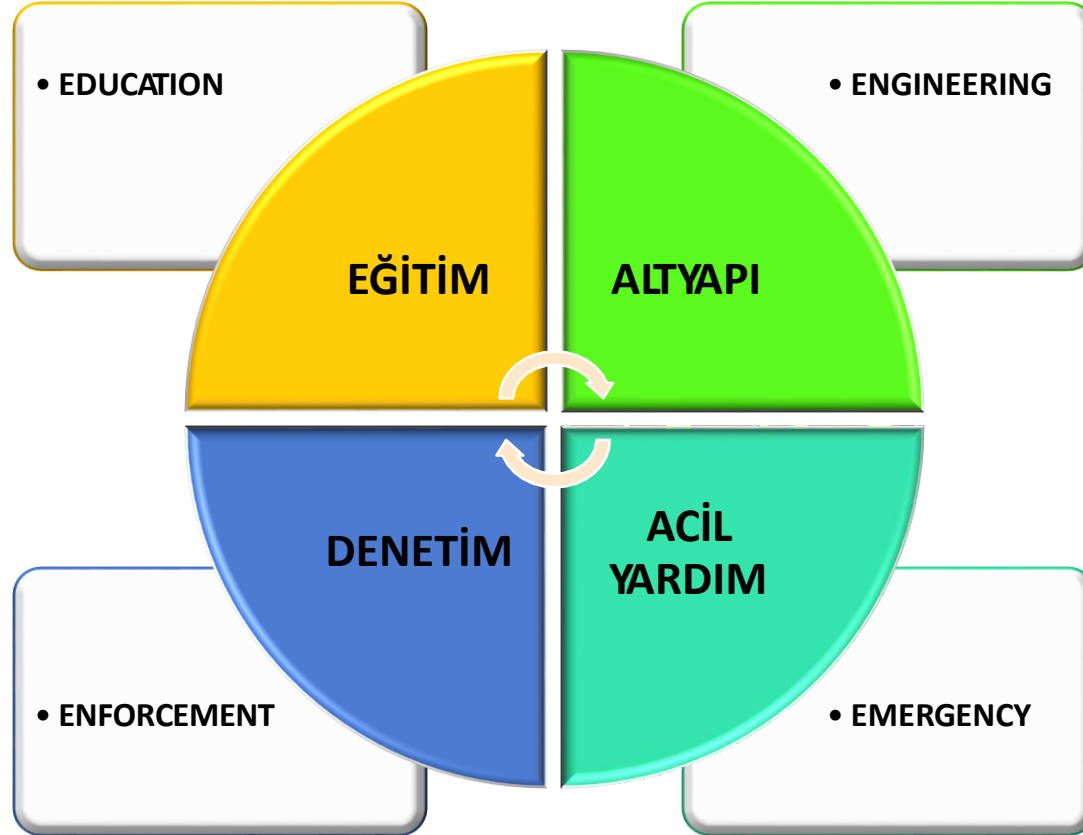 • EDUCATION
• ENGINEERING
EĞİTİM
ALTYAPI
DENETİM
ACİL
YARDIM
• ENFORCEMENT
• EMERGENCY